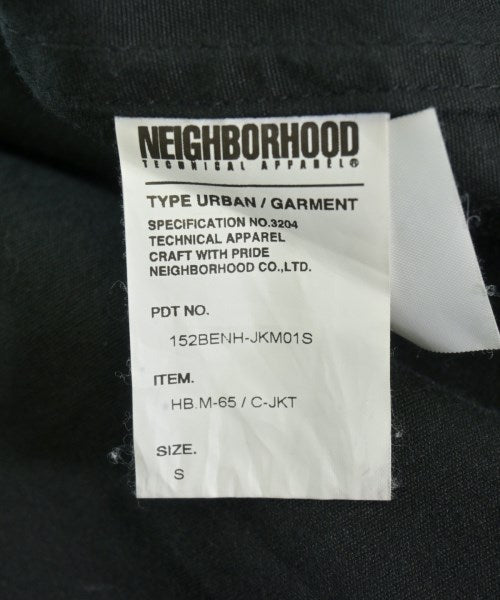 NEIGHBORHOOD
TECHNICAL APPAREL®
TYPE URBAN / GARMENT
SPECIFICATION NO.3204
TECHNICAL APPAREL
CRAFT WITH PRIDE
NEIGHBORHOOD CO.,LTD.
PDT NO.
152BENH-JKM01S
ITEM.
HB.M-65 / C-JKT
SIZE.
S